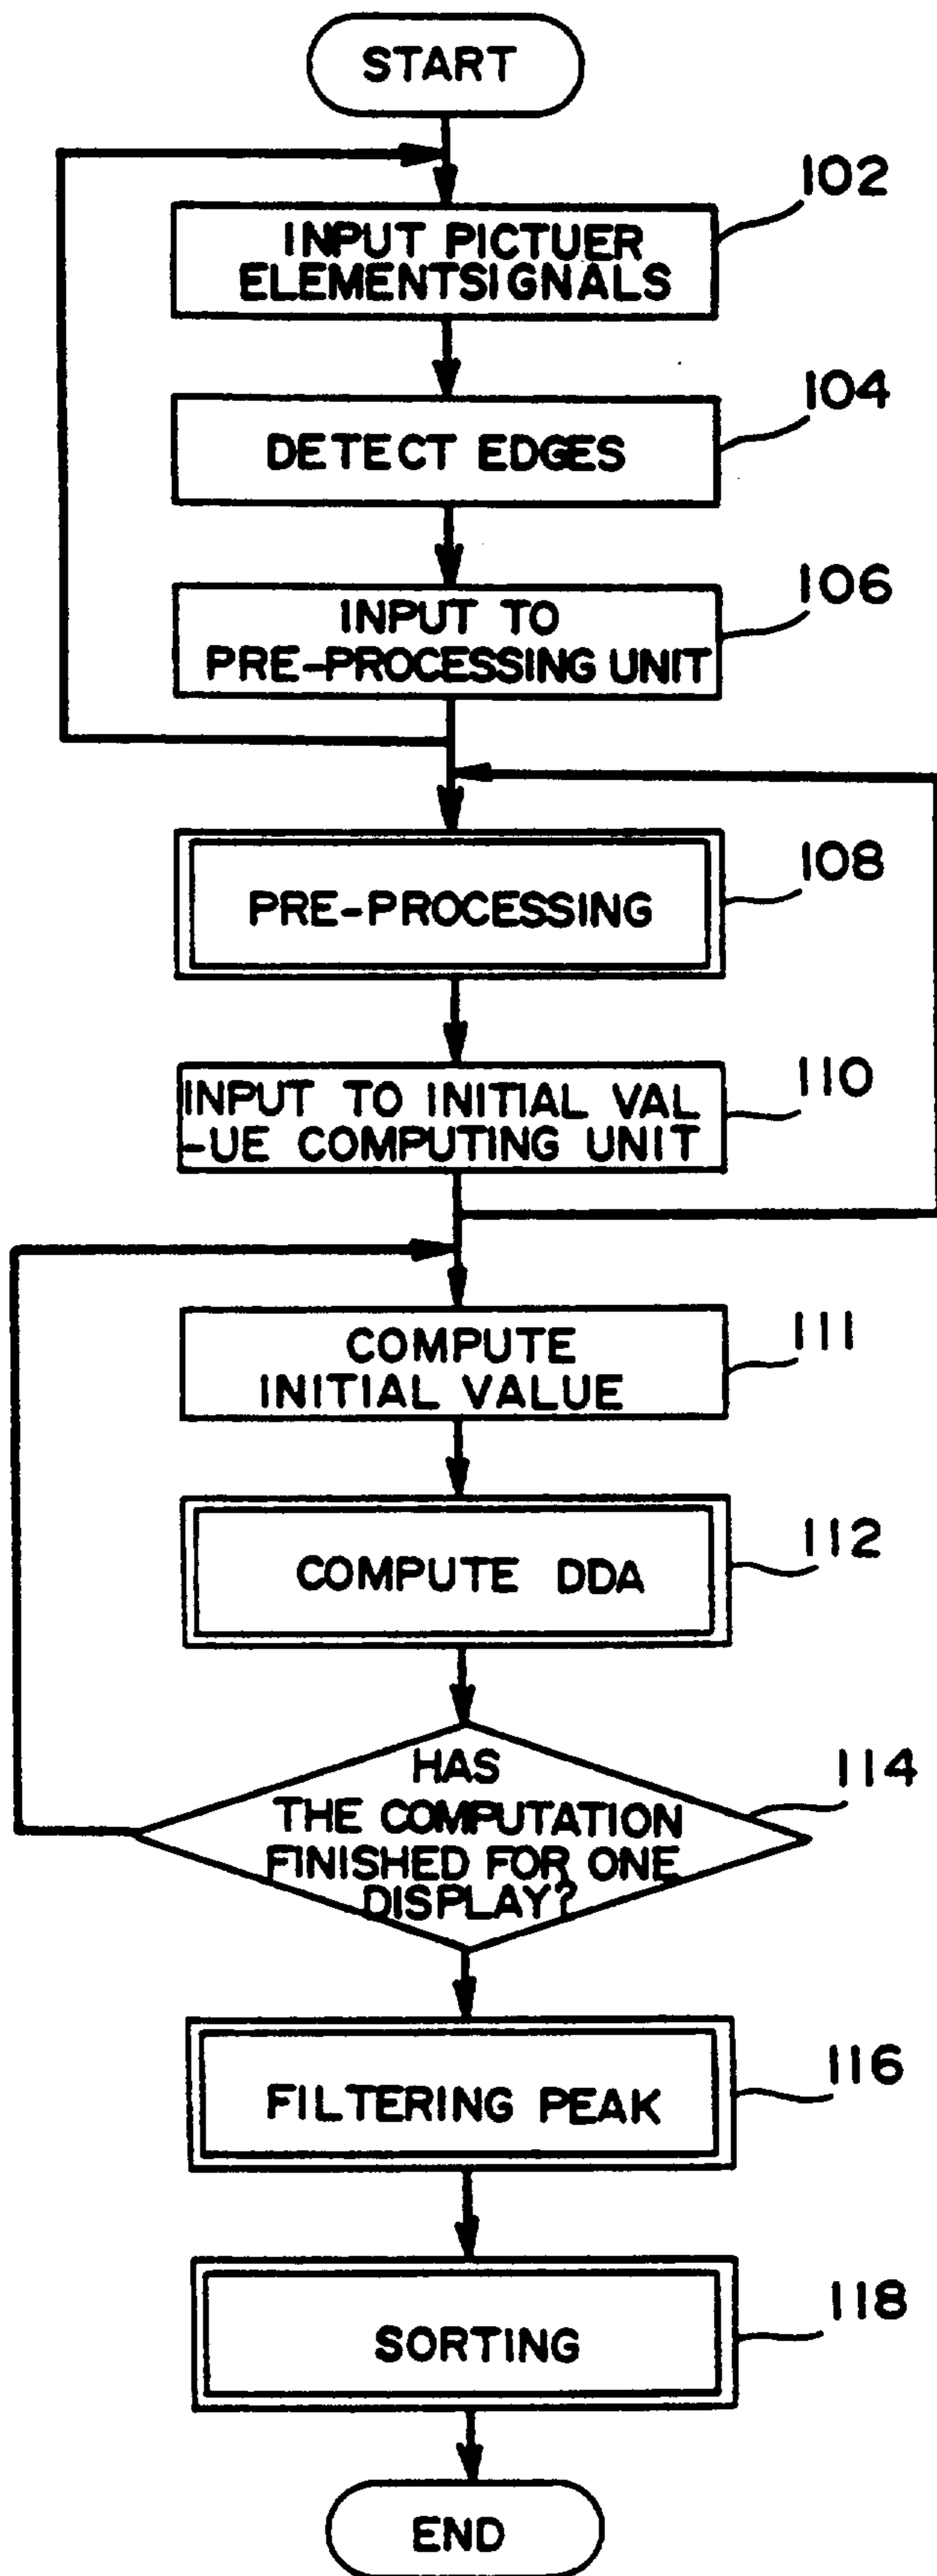 START
102
INPUT PICTUER
ELEMENTSIGNALS
104
DETECT EDGES
106
INPUT TO
PRE-PROCESSING UNIT
108
PRE-PROCESSING
110
INPUT TO INITIAL VAL
-UE COMPUTING UNIT
111
COMPUTE
INITIAL VALUE
112
COMPUTE DDA
114
HAS
THE COMPUTATION
FINISHED FOR ONE
DISPLAY?
116
FILTERING PEAK
118
SORTING
END